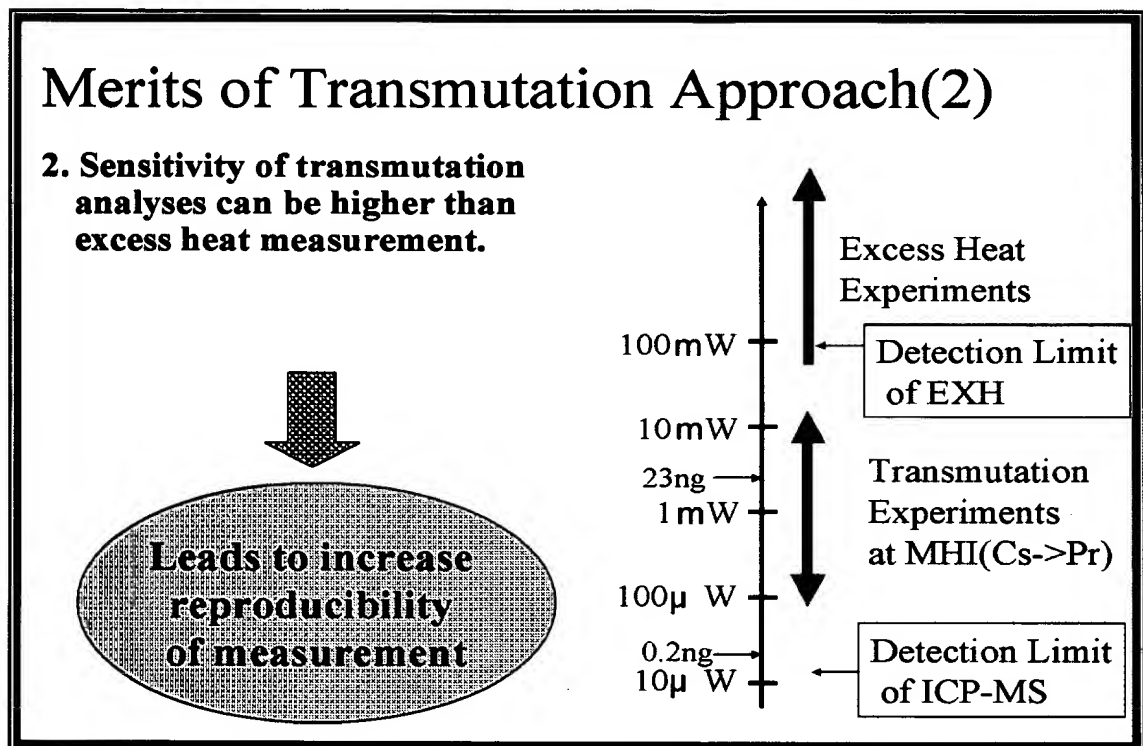 Merits of Transmutation Approach(2)
2. Sensitivity of transmutation
analyses can be higher than
excess heat measurement.
Leads to increase
reproducibility
of measurement
Excess Heat
Experiments
100mW
Detection Limit
of EXH
10mW
23ng
1mW
Transmutation
Experiments
at MHI(Cs->Pr)
100μ W
0.2ng
10μ W
Detection Limit
of ICP-MS